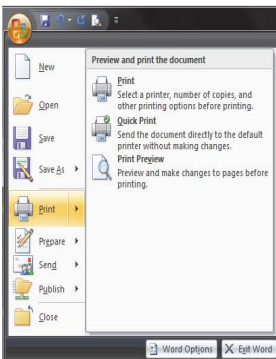 Preview and print the document
New
Print
Select a printer, number of copies, and
other printing options before printing.
Open
Quick Print
Send the document directly to the default
printer without making changes.
Save
Print Preview
Preview and make changes to pages before
printing.
Save As
Print
Prepare
Send
Publish
Close
Word Options
Exit Word